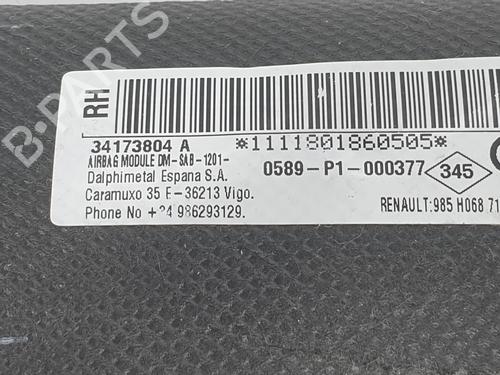 B-PARTS
RH
34173804 A
*1111801860505*
AIRBAG MODULE DM-SAB-1201-
Dalphimetal Espana S.A.
0589-P1-000377
345
Caramuxo 35 E-36213 Vigo.
Phone No +34 986293129.
RENAULT:985 H068 71